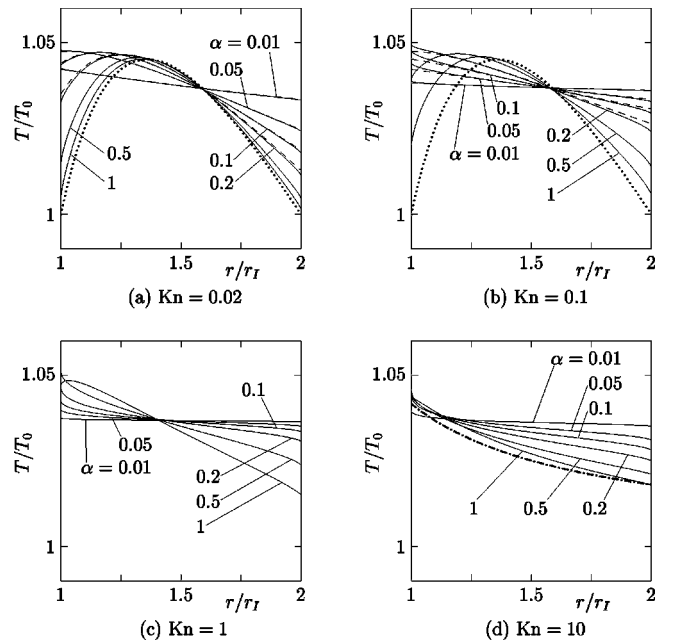 1.05
α = 0.01
0.05
T/T0
0.5
0.1
1
0.2
1
1 1.5 r/rI 2
(a) Kn = 0.02
1.05
0.1
T/T0
0.05
0.2
α = 0.01
0.5
1
1
1 1.5 r/rI 2
(b) Kn = 0.1
1.05
0.1
T/T0
0.05
α = 0.01
0.2
0.5
1
1
1 1.5 r/rI 2
(c) Kn = 1
1.05
α = 0.01
0.05
0.1
T/T0
1 0.5 0.2
1
1 1.5 r/rI 2
(d) Kn = 10